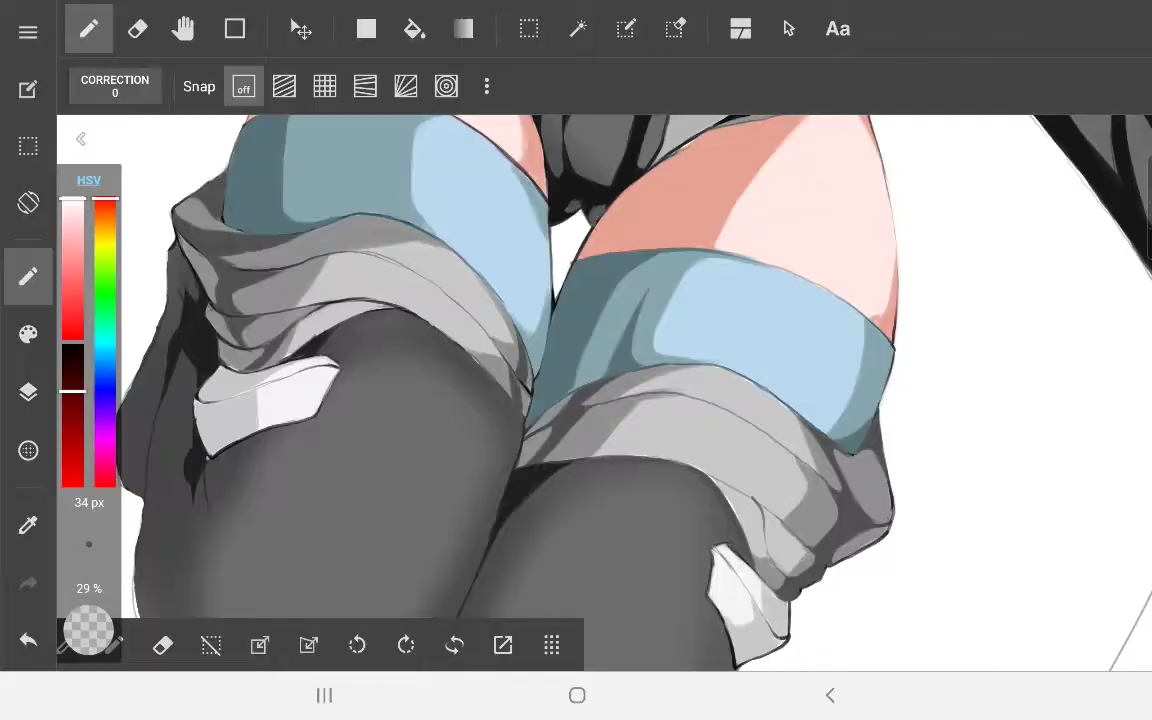 Aa
CORRECTION
0
Snap
off
HSV
34 px
29 %